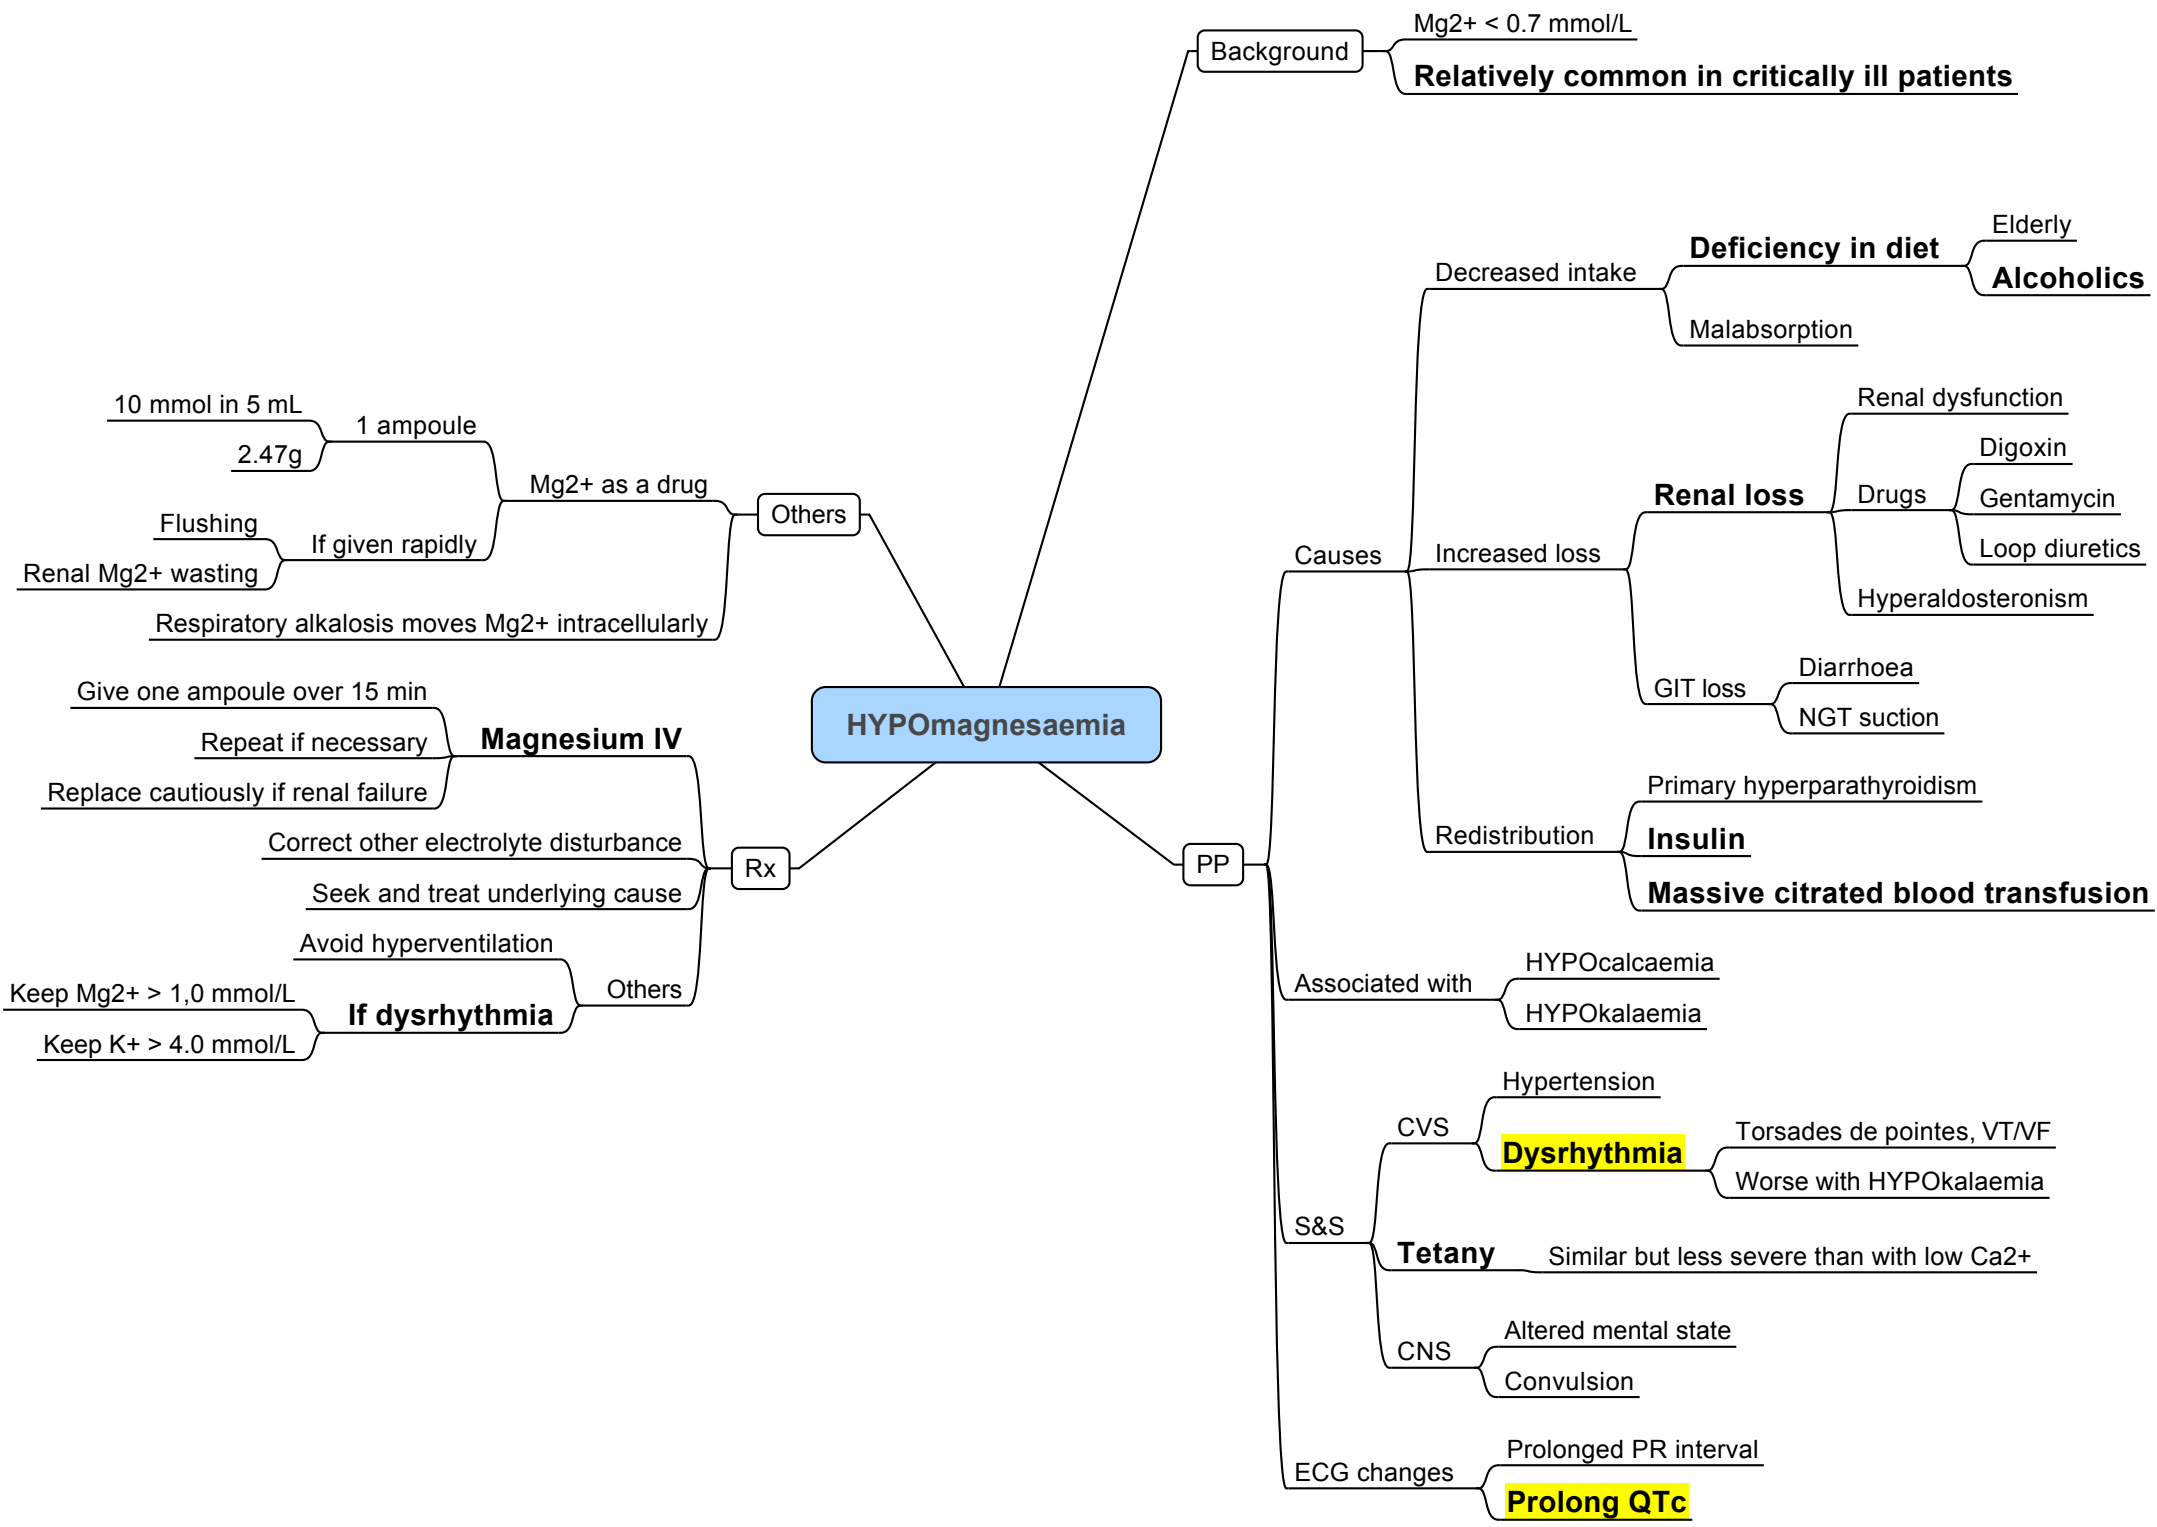 HYPOmagnesaemia
Background
Mg2+ < 0.7 mmol/L
Relatively common in critically ill patients
PP
Causes
Decreased intake
Deficiency in diet
Elderly
Alcoholics
Malabsorption
Increased loss
Renal loss
Renal dysfunction
Drugs
Digoxin
Gentamycin
Loop diuretics
Hyperaldosteronism
GIT loss
Diarrhoea
NGT suction
Redistribution
Primary hyperparathyroidism
Insulin
Massive citrated blood transfusion
Associated with
HYPOcalcaemia
HYPOkalaemia
S&S
CVS
Hypertension
Dysrhythmia
Torsades de pointes, VT/VF
Worse with HYPOkalaemia
Tetany
Similar but less severe than with low Ca2+
CNS
Altered mental state
Convulsion
ECG changes
Prolonged PR interval
Prolong QTc
Rx
Magnesium IV
Give one ampoule over 15 min
Repeat if necessary
Replace cautiously if renal failure
Correct other electrolyte disturbance
Seek and treat underlying cause
Others
Avoid hyperventilation
If dysrhythmia
Keep Mg2+ > 1,0 mmol/L
Keep K+ > 4.0 mmol/L
Others
Mg2+ as a drug
1 ampoule
10 mmol in 5 mL
2.47g
If given rapidly
Flushing
Renal Mg2+ wasting
Respiratory alkalosis moves Mg2+ intracellularly